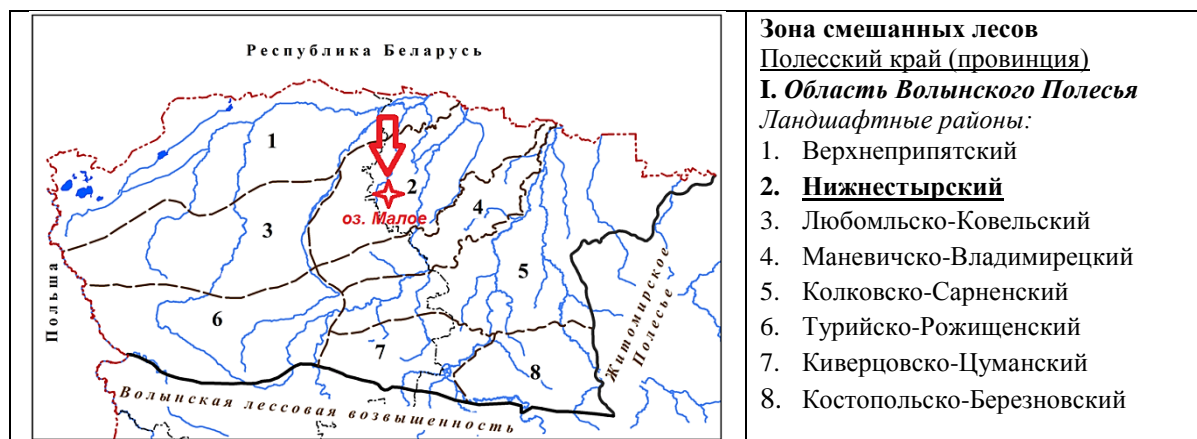 Республика Беларусь
1
2
оз. Малое
3
4
5
6
7
8
Польша
Житомирское
Полесье
Волынская лессовая возвышенность
Зона смешанных лесов
Полесский край (провинция)
I. Область Волынского Полесья
Ландшафтные районы:
1. Верхнеприпятский
2. Нижнестырский
3. Любомльско-Ковельский
4. Маневичско-Владимирецкий
5. Колковско-Сарненский
6. Турийско-Рожищенский
7. Киверцовско-Цуманский
8. Костопольско-Березновский